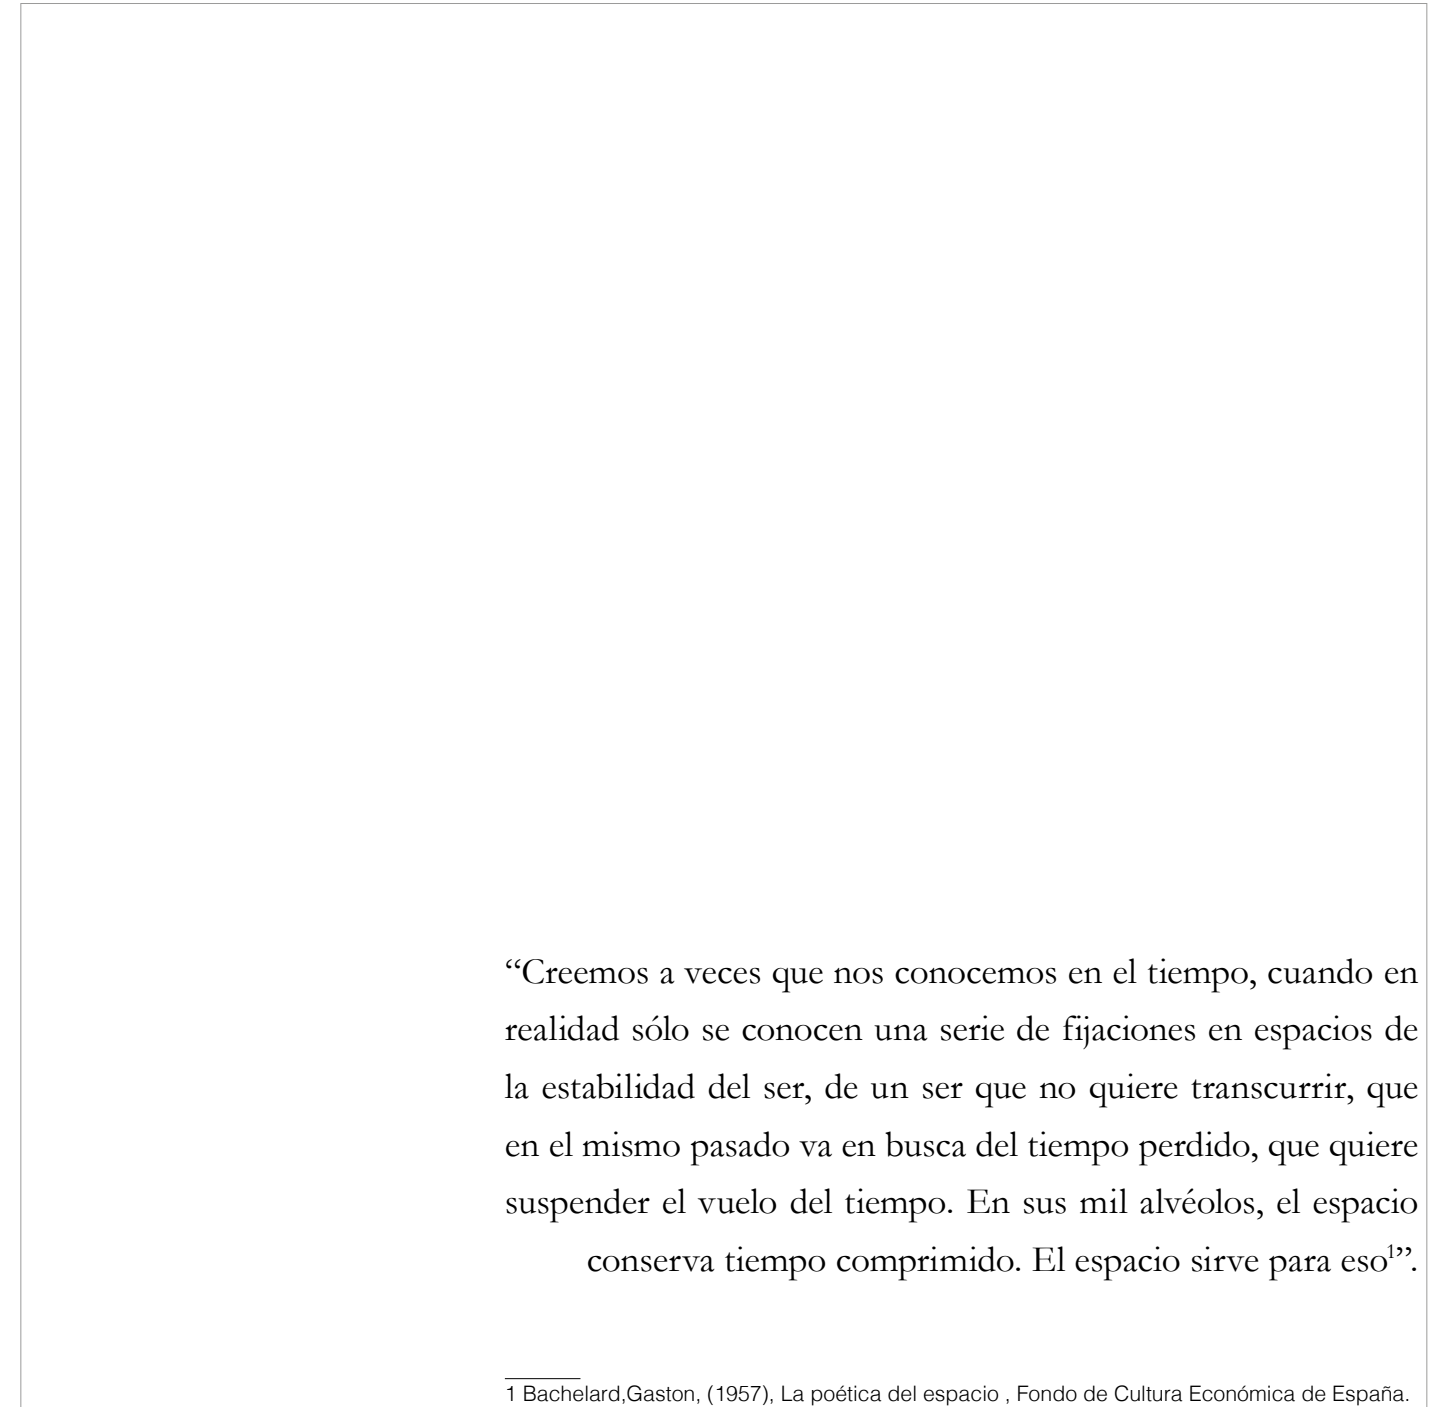 “Creemos a veces que nos conocemos en el tiempo, cuando en
realidad sólo se conocen una serie de fijaciones en espacios de
la estabilidad del ser, de un ser que no quiere transcurrir, que
en el mismo pasado va en busca del tiempo perdido, que quiere
suspender el vuelo del tiempo. En sus mil alvéolos, el espacio
conserva tiempo comprimido. El espacio sirve para eso¹”.
1 Bachelard,Gaston, (1957), La poética del espacio , Fondo de Cultura Económica de España.